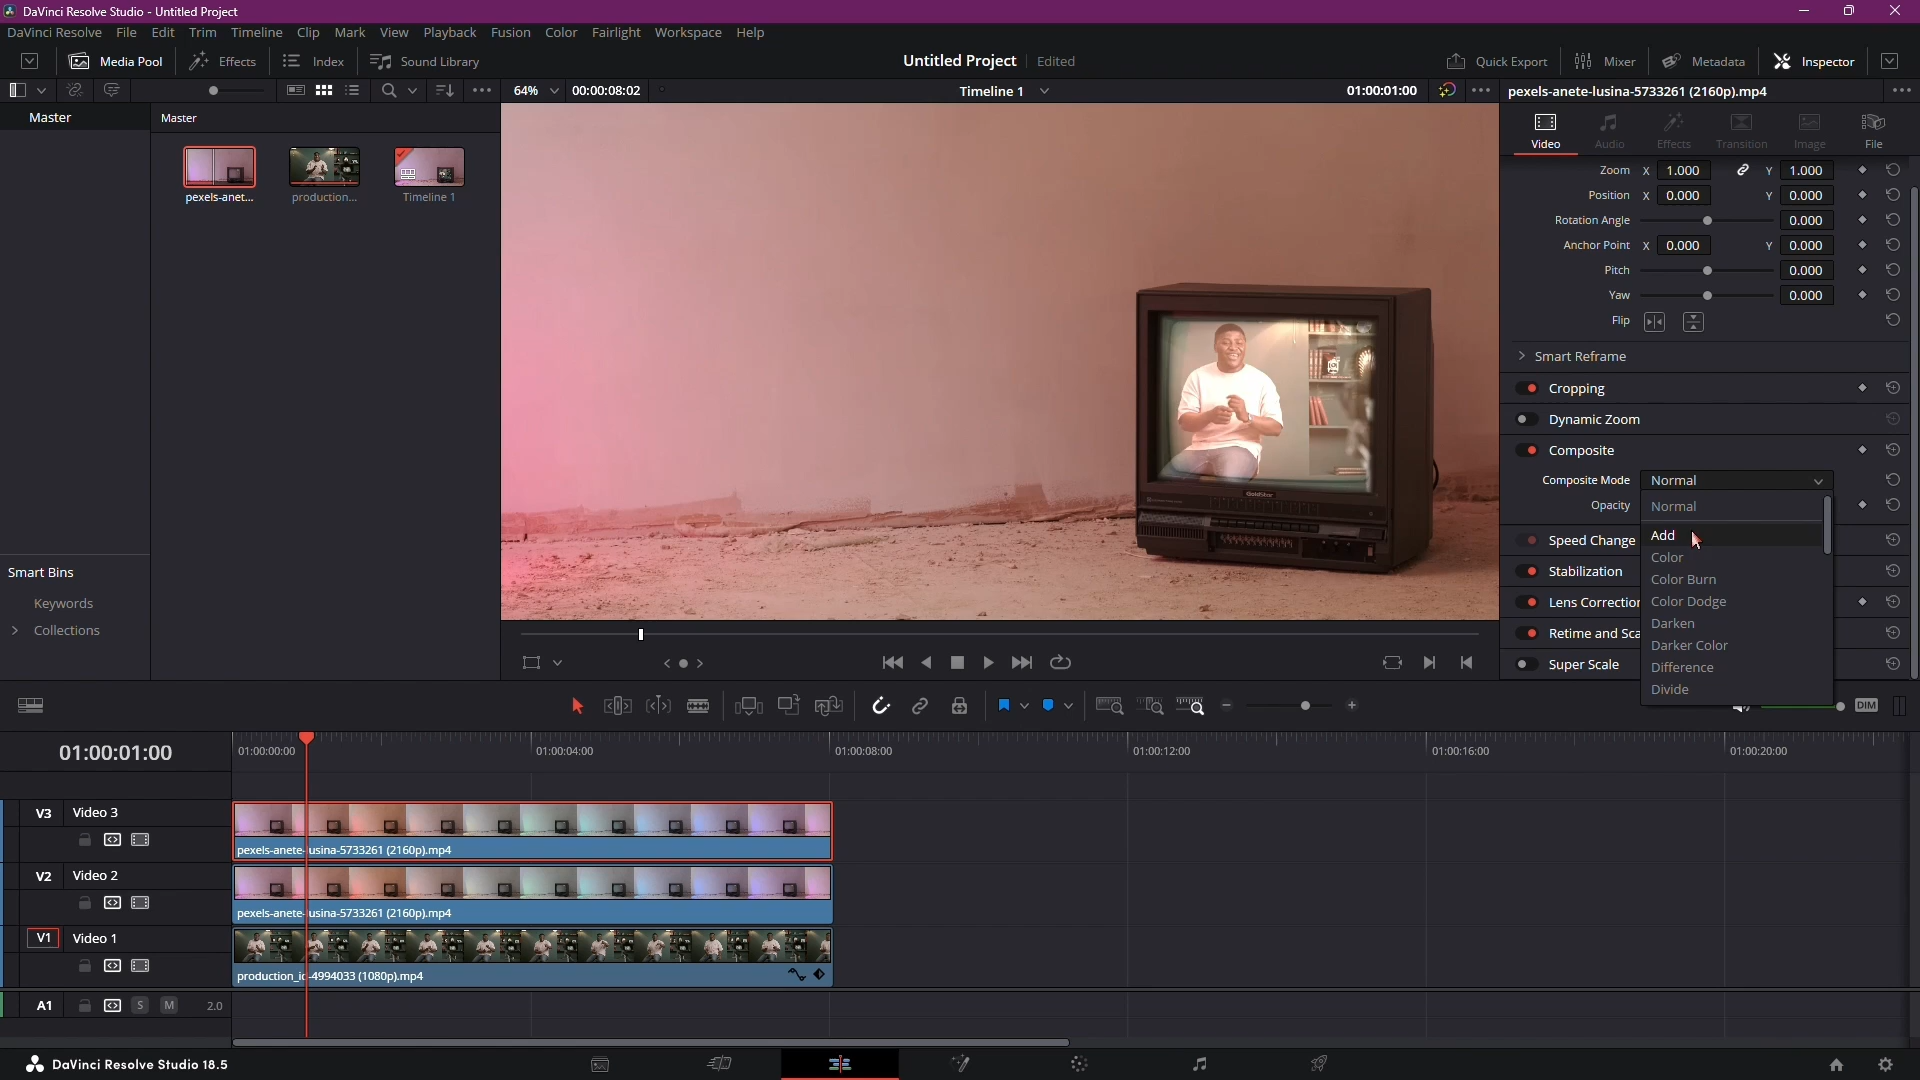 DaVinci Resolve Studio - Untitled Project
DaVinci Resolve File Edit Trim Timeline Clip Mark View Playback Fusion Color Fairlight Workspace Help
Media Pool Effects Index Sound Library Untitled Project Edited Quick Export Mixer Metadata Inspector
64% 00:00:08:02 Timeline 1 01:00:01:00 pexels-anete-lusina-5733261 (2160p).mp4
Master Master
Video Audio Effects Transition Image File
Zoom X 1.000 Y 1.000
Position X 0.000 Y 0.000
pexels-anet... production... Timeline 1
Rotation Angle 0.000
Anchor Point X 0.000 Y 0.000
Pitch 0.000
Yaw 0.000
Flip
Smart Reframe
Cropping
Dynamic Zoom
Composite
Composite Mode Normal
Opacity Normal
GoldStar
Speed Change Add
Color
Stabilization Color Burn
Lens Correction Color Dodge
Darken
Retime and Sca Darker Color
Super Scale Difference
Divide
Smart Bins
Keywords
Collections
DIM
01:00:01:00 01:00:00:00 01:00:04:00 01:00:08:00 01:00:12:00 01:00:16:00 01:00:20:00
V3 Video 3
pexels-anete-lusina-5733261 (2160p).mp4
V2 Video 2
pexels-anete-lusina-5733261 (2160p).mp4
V1 Video 1
production_id-4994033 (1080p).mp4
A1 S M 2.0
DaVinci Resolve Studio 18.5